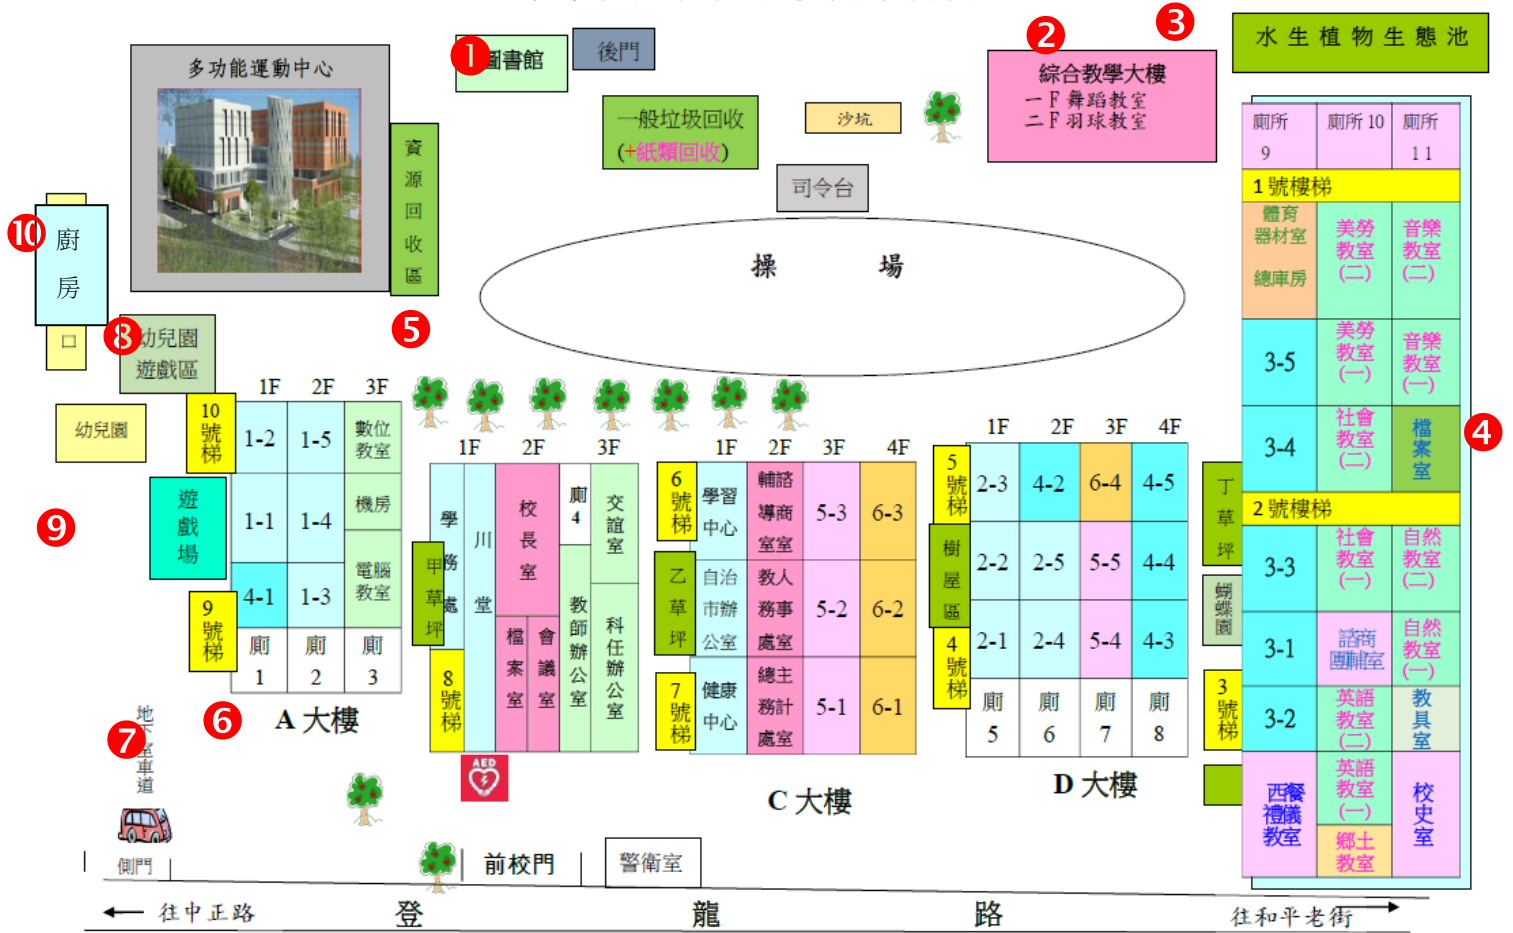 ❶
圖書館
後門
❷
❸
水生植物生態池
多功能運動中心
綜合教學大樓
一F舞蹈教室
二F羽球教室
一般垃圾回收
(+紙類回收)
沙坑
司令台
資源回收區
操場
❿
廚房
口
❽
幼兒園
遊戲區
❺
幼兒園
遊戲場
❾
1F 2F 3F
10號梯
1-2 1-5 數位教室
1-1 1-4 機房
電腦教室
4-1 1-3
9號梯
廁1 廁2 廁3
A 大樓
❻
❼
地下室車道
側門
1F 2F 3F
學務處
川堂
校長室
廁4
交誼室
甲草坪
8號梯
檔案室
會議室
教師辦公室
科任辦公室
AED
1F 2F 3F 4F
6號梯
學習中心
輔導室
諮商室
5-3 6-3
乙草坪
自治市辦公室
教務處
人事室
5-2 6-2
7號梯
健康中心
總務處
主計室
5-1 6-1
C 大樓
1F 2F 3F 4F
5號梯
2-3 4-2 6-4 4-5
樹屋區
2-2 2-5 5-5 4-4
4號梯
2-1 2-4 5-4 4-3
廁5 廁6 廁7 廁8
D 大樓
丁草坪
蝴蝶園
3號梯
廁所9 廁所10 廁所11
1號樓梯
體育器材室
總庫房
美勞教室(二)
音樂教室(二)
3-5
美勞教室(一)
音樂教室(一)
3-4
社會教室(二)
檔案室
❹
2號樓梯
3-3
社會教室(一)
自然教室(二)
3-1
諮商團輔室
自然教室(一)
3-2
英語教室(二)
教具室
西餐禮儀教室
英語教室(一)
鄉土教室
校史室
前校門
警衛室
往中正路
登龍路
往和平老街